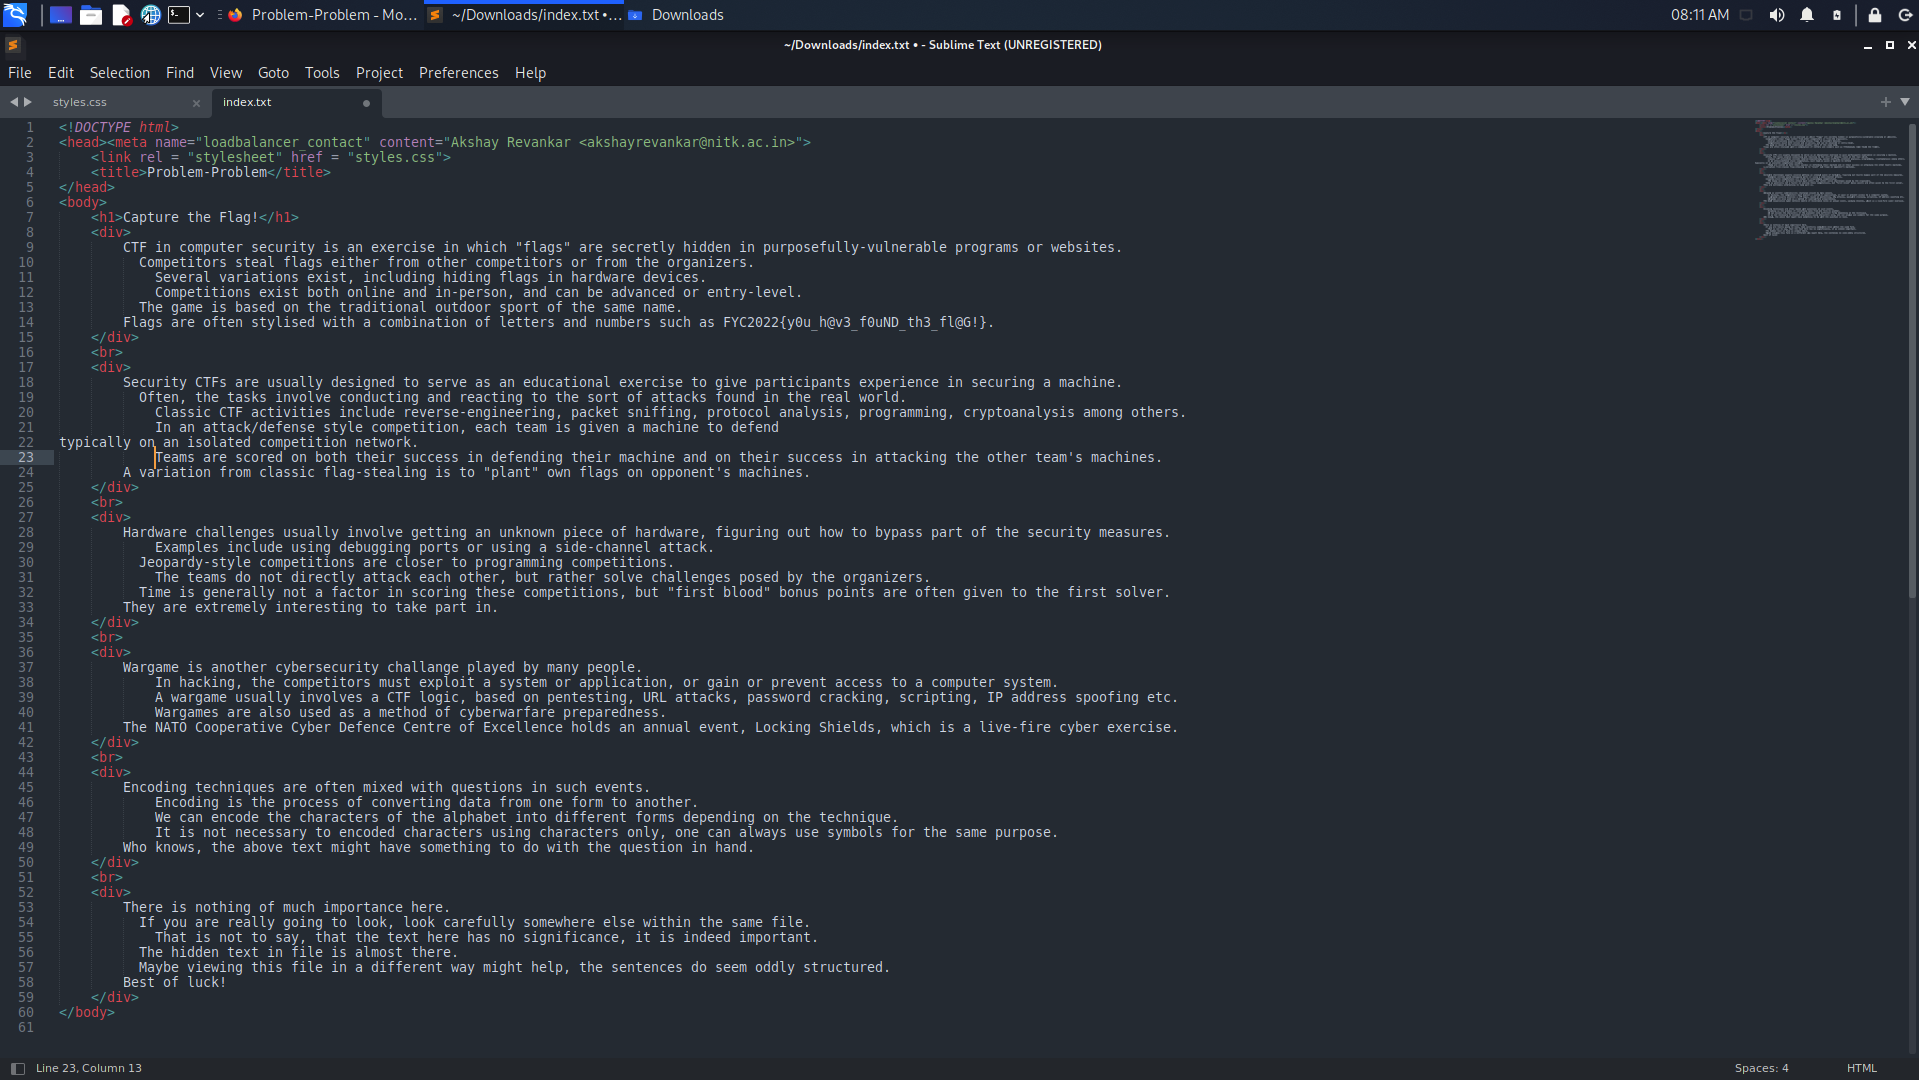 Problem-Problem - Mo...
~/Downloads/index.txt •...
Downloads
08:11 AM
~/Downloads/index.txt • - Sublime Text (UNREGISTERED)
File Edit Selection Find View Goto Tools Project Preferences Help
styles.css
index.txt
1 <!DOCTYPE html>
2 <head><meta name="loadbalancer_contact" content="Akshay Revankar <akshayrevankar@nitk.ac.in>">
3 <link rel = "stylesheet" href = "styles.css">
4 <title>Problem-Problem</title>
5 </head>
6 <body>
7 <h1>Capture the Flag!</h1>
8 <div>
9 CTF in computer security is an exercise in which "flags" are secretly hidden in purposefully-vulnerable programs or websites.
10 Competitors steal flags either from other competitors or from the organizers.
11 Several variations exist, including hiding flags in hardware devices.
12 Competitions exist both online and in-person, and can be advanced or entry-level.
13 The game is based on the traditional outdoor sport of the same name.
14 Flags are often stylised with a combination of letters and numbers such as FYC2022{y0u_h@v3_f0uND_th3_fl@G!}.
15 </div>
16 <br>
17 <div>
18 Security CTFs are usually designed to serve as an educational exercise to give participants experience in securing a machine.
19 Often, the tasks involve conducting and reacting to the sort of attacks found in the real world.
20 Classic CTF activities include reverse-engineering, packet sniffing, protocol analysis, programming, cryptoanalysis among others.
21 In an attack/defense style competition, each team is given a machine to defend
22 typically on an isolated competition network.
23 Teams are scored on both their success in defending their machine and on their success in attacking the other team's machines.
24 A variation from classic flag-stealing is to "plant" own flags on opponent's machines.
25 </div>
26 <br>
27 <div>
28 Hardware challenges usually involve getting an unknown piece of hardware, figuring out how to bypass part of the security measures.
29 Examples include using debugging ports or using a side-channel attack.
30 Jeopardy-style competitions are closer to programming competitions.
31 The teams do not directly attack each other, but rather solve challenges posed by the organizers.
32 Time is generally not a factor in scoring these competitions, but "first blood" bonus points are often given to the first solver.
33 They are extremely interesting to take part in.
34 </div>
35 <br>
36 <div>
37 Wargame is another cybersecurity challange played by many people.
38 In hacking, the competitors must exploit a system or application, or gain or prevent access to a computer system.
39 A wargame usually involves a CTF logic, based on pentesting, URL attacks, password cracking, scripting, IP address spoofing etc.
40 Wargames are also used as a method of cyberwarfare preparedness.
41 The NATO Cooperative Cyber Defence Centre of Excellence holds an annual event, Locking Shields, which is a live-fire cyber exercise.
42 </div>
43 <br>
44 <div>
45 Encoding techniques are often mixed with questions in such events.
46 Encoding is the process of converting data from one form to another.
47 We can encode the characters of the alphabet into different forms depending on the technique.
48 It is not necessary to encoded characters using characters only, one can always use symbols for the same purpose.
49 Who knows, the above text might have something to do with the question in hand.
50 </div>
51 <br>
52 <div>
53 There is nothing of much importance here.
54 If you are really going to look, look carefully somewhere else within the same file.
55 That is not to say, that the text here has no significance, it is indeed important.
56 The hidden text in file is almost there.
57 Maybe viewing this file in a different way might help, the sentences do seem oddly structured.
58 Best of luck!
59 </div>
60 </body>
61
Line 23, Column 13
Spaces: 4
HTML